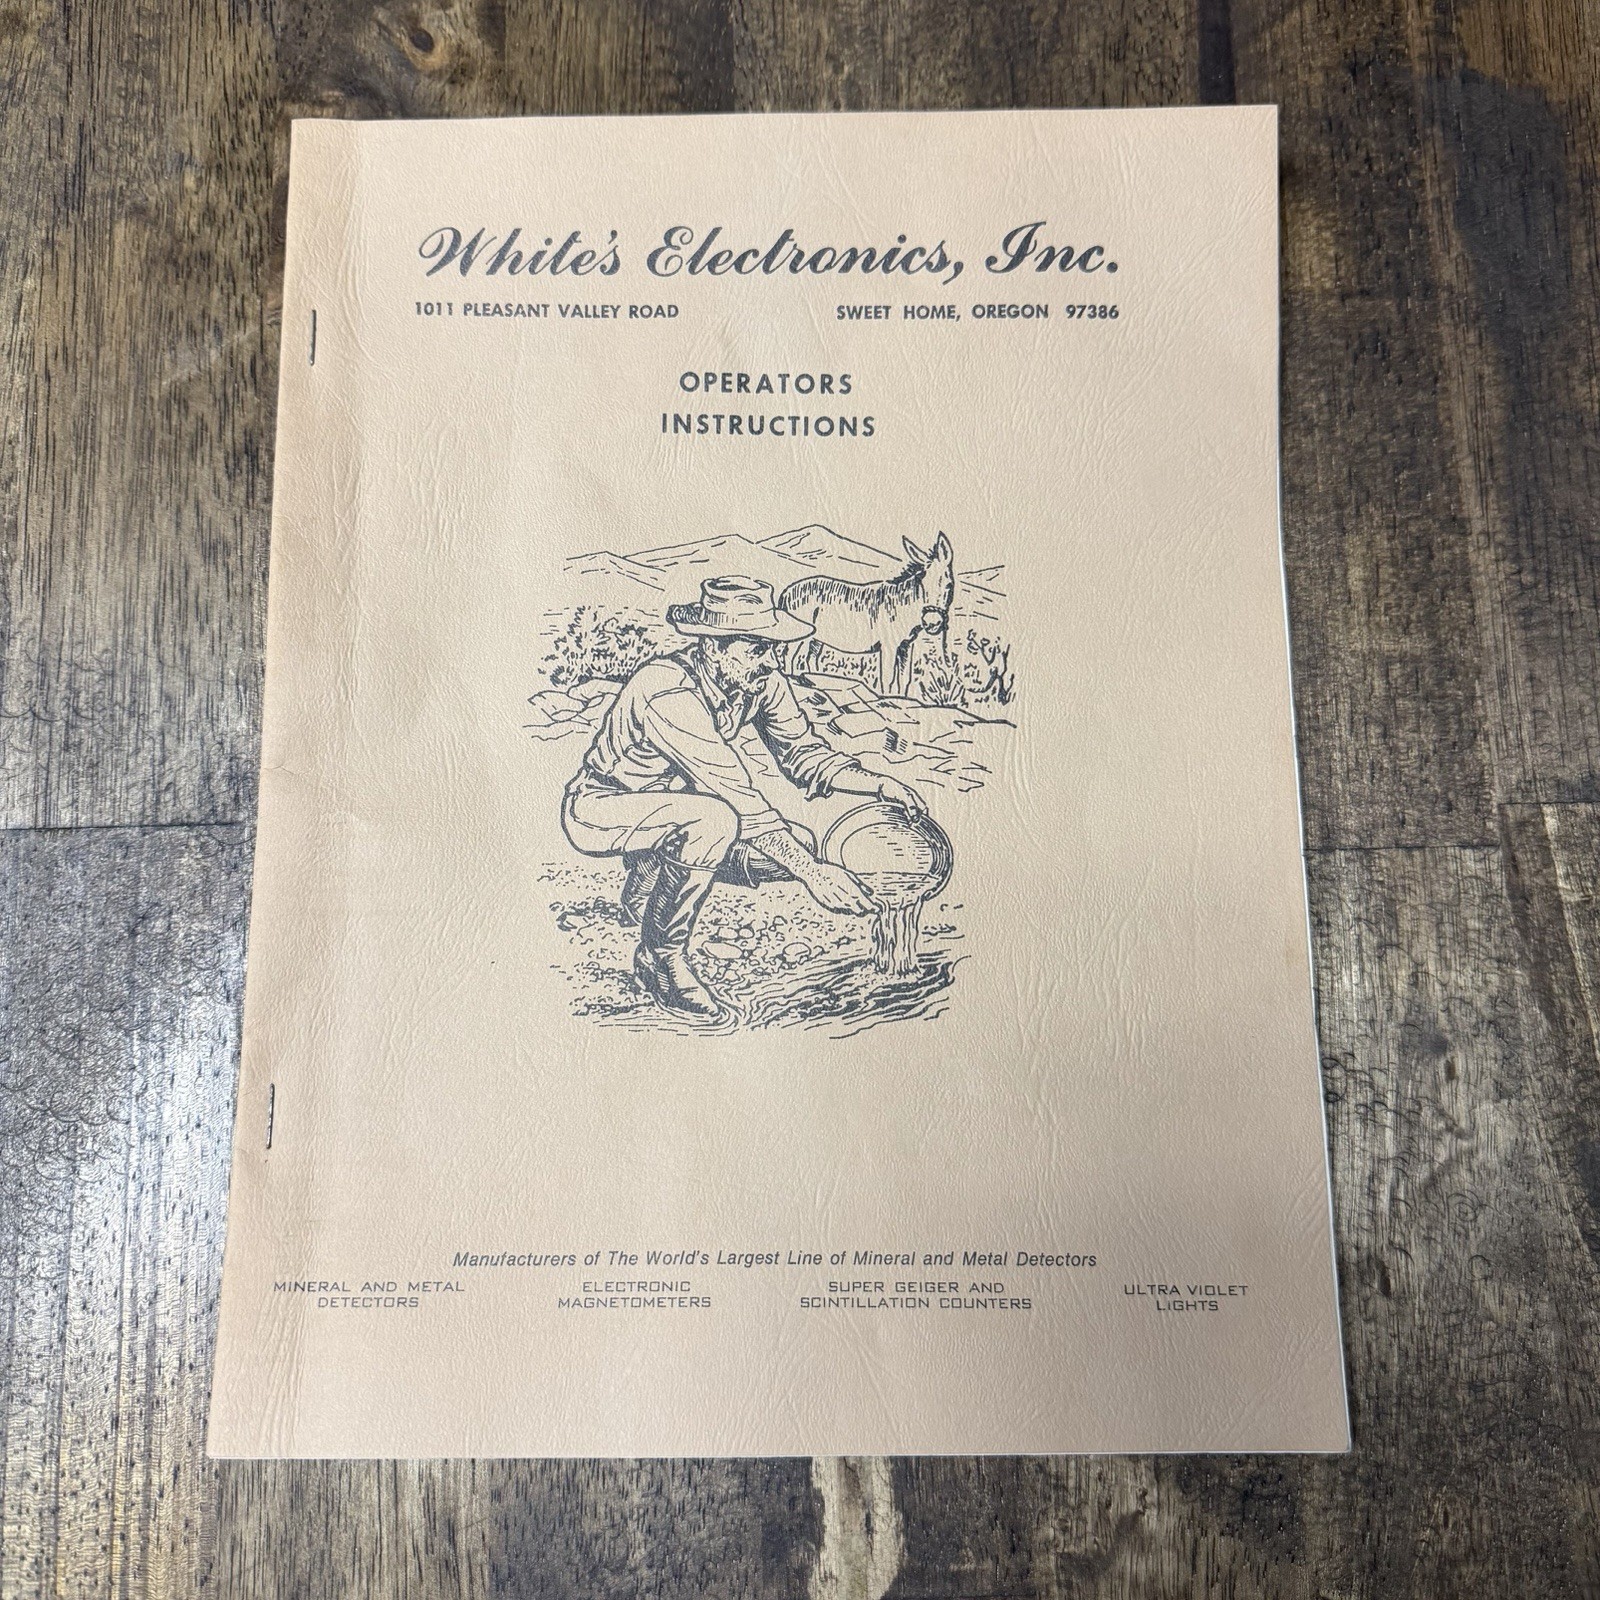 White's Electronics, Inc.
1011 PLEASANT VALLEY ROAD SWEET HOME, OREGON 97386
OPERATORS
INSTRUCTIONS
Manufacturers of The World's Largest Line of Mineral and Metal Detectors
MINERAL AND METAL DETECTORS
ELECTRONIC MAGNETOMETERS
SUPER GEIGER AND SCINTILLATION COUNTERS
ULTRA VIOLET LIGHTS